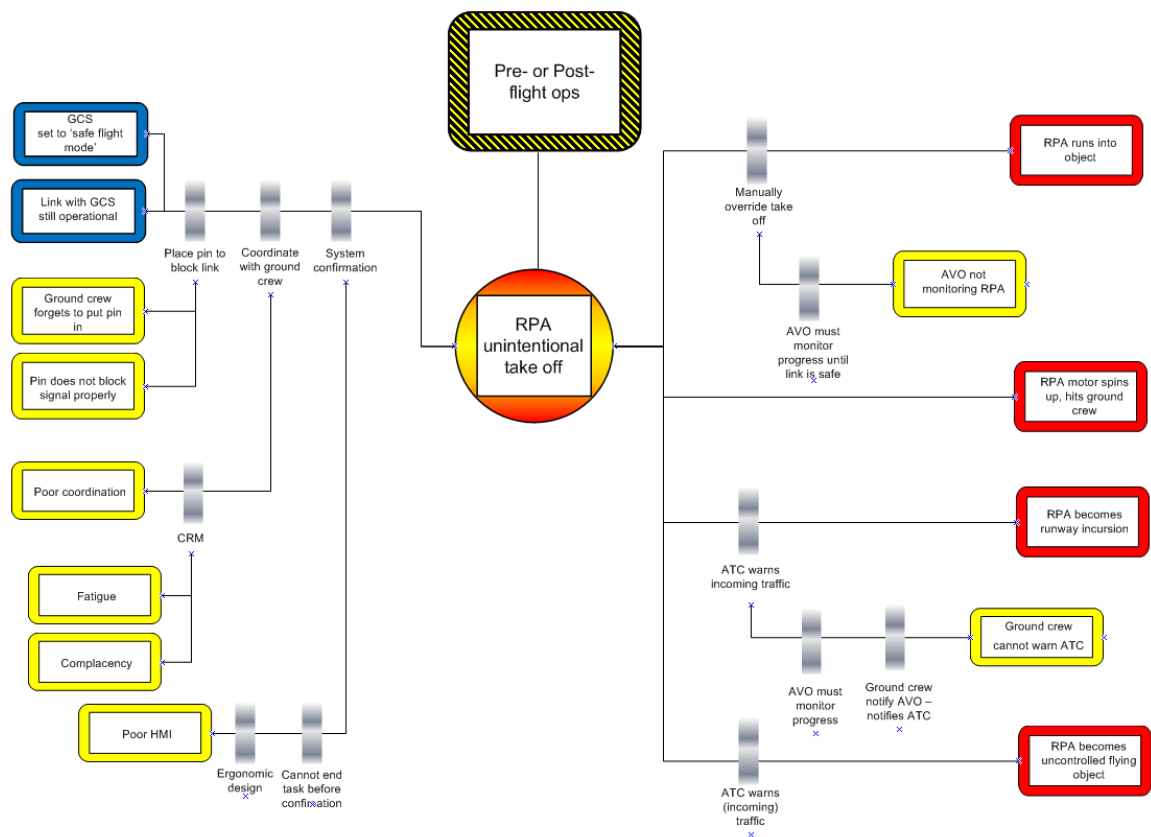 Pre- or Post-
flight ops
GCS
set to ‘safe flight
mode’
Link with GCS
still operational
Place pin to
block link
Coordinate
with ground
crew
System
confirmation
Ground crew
forgets to put pin
in
Pin does not block
signal properly
Poor coordination
CRM
Fatigue
Complacency
Poor HMI
Ergonomic
design
Cannot end
task before
confirmation
RPA
unintentional
take off
Manually
override take
off
RPA runs into
object
AVO must
monitor
progress until
link is safe
AVO not
monitoring RPA
RPA motor spins
up, hits ground
crew
ATC warns
incoming traffic
RPA becomes
runway incursion
AVO must
monitor
progress
Ground crew
notify AVO –
notifies ATC
Ground crew
cannot warn ATC
ATC warns
(incoming)
traffic
RPA becomes
uncontrolled flying
object